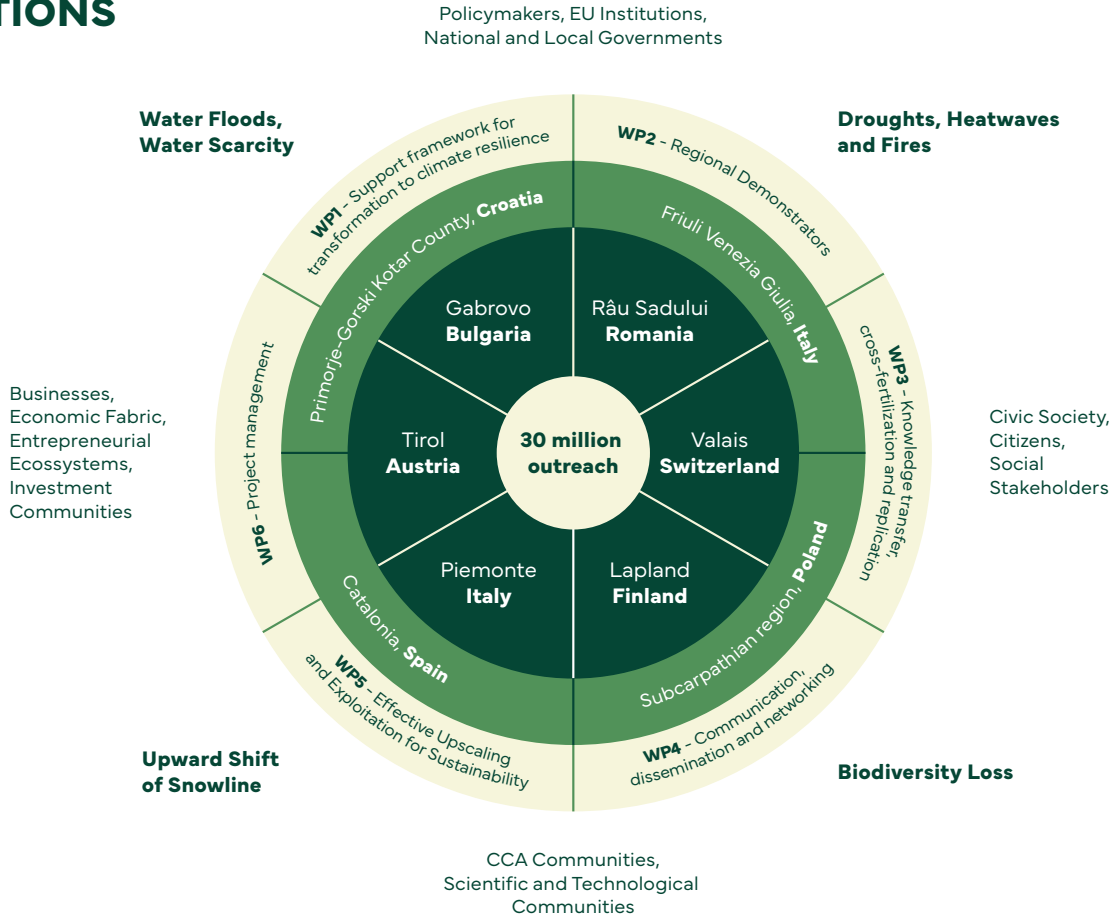 TIONS
Policymakers, EU Institutions,
National and Local Governments
Water Floods,
Water Scarcity
Droughts, Heatwaves
and Fires
WP1 - Support framework for
transformation to climate resilience
WP2 - Regional Demonstrators
Primorje-Gorski Kotar County, Croatia
Friuli Venezia Giulia, Italy
Gabrovo
Bulgaria
Râu Sadului
Romania
WP3 - Knowledge transfer,
cross-fertilization and replication
WP6 - Project management
Businesses,
Economic Fabric,
Entrepreneurial
Ecossystems,
Investment
Communities
Tirol
Austria
30 million
outreach
Valais
Switzerland
Civic Society,
Citizens,
Social
Stakeholders
Piemonte
Italy
Lapland
Finland
Catalonia, Spain
Subcarpathian region, Poland
WP5 - Effective Upscaling
and Exploitation for Sustainability
WP4 - Communication,
dissemination and networking
Upward Shift
of Snowline
Biodiversity Loss
CCA Communities,
Scientific and Technological
Communities